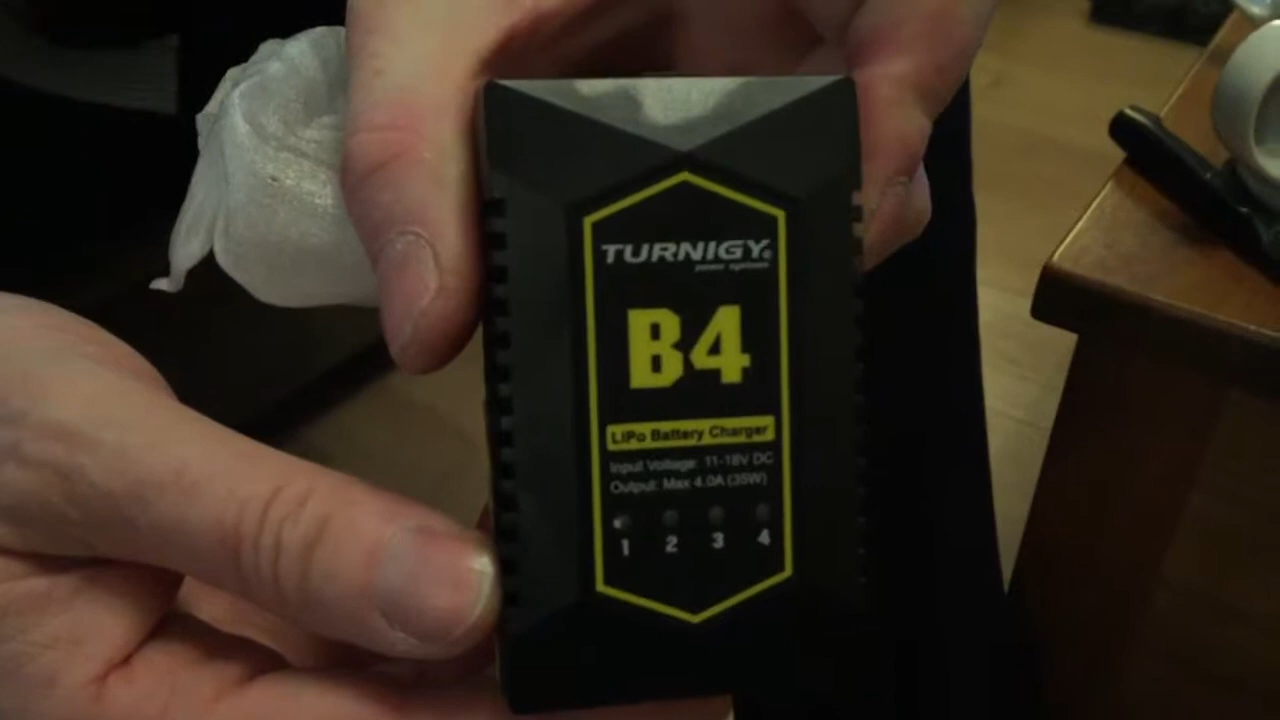 TURNIGY®
power systems
B4
LiPo Battery Charger
Input Voltage: 11-18V DC
Output: Max 4.0A (35W)
1 2 3 4